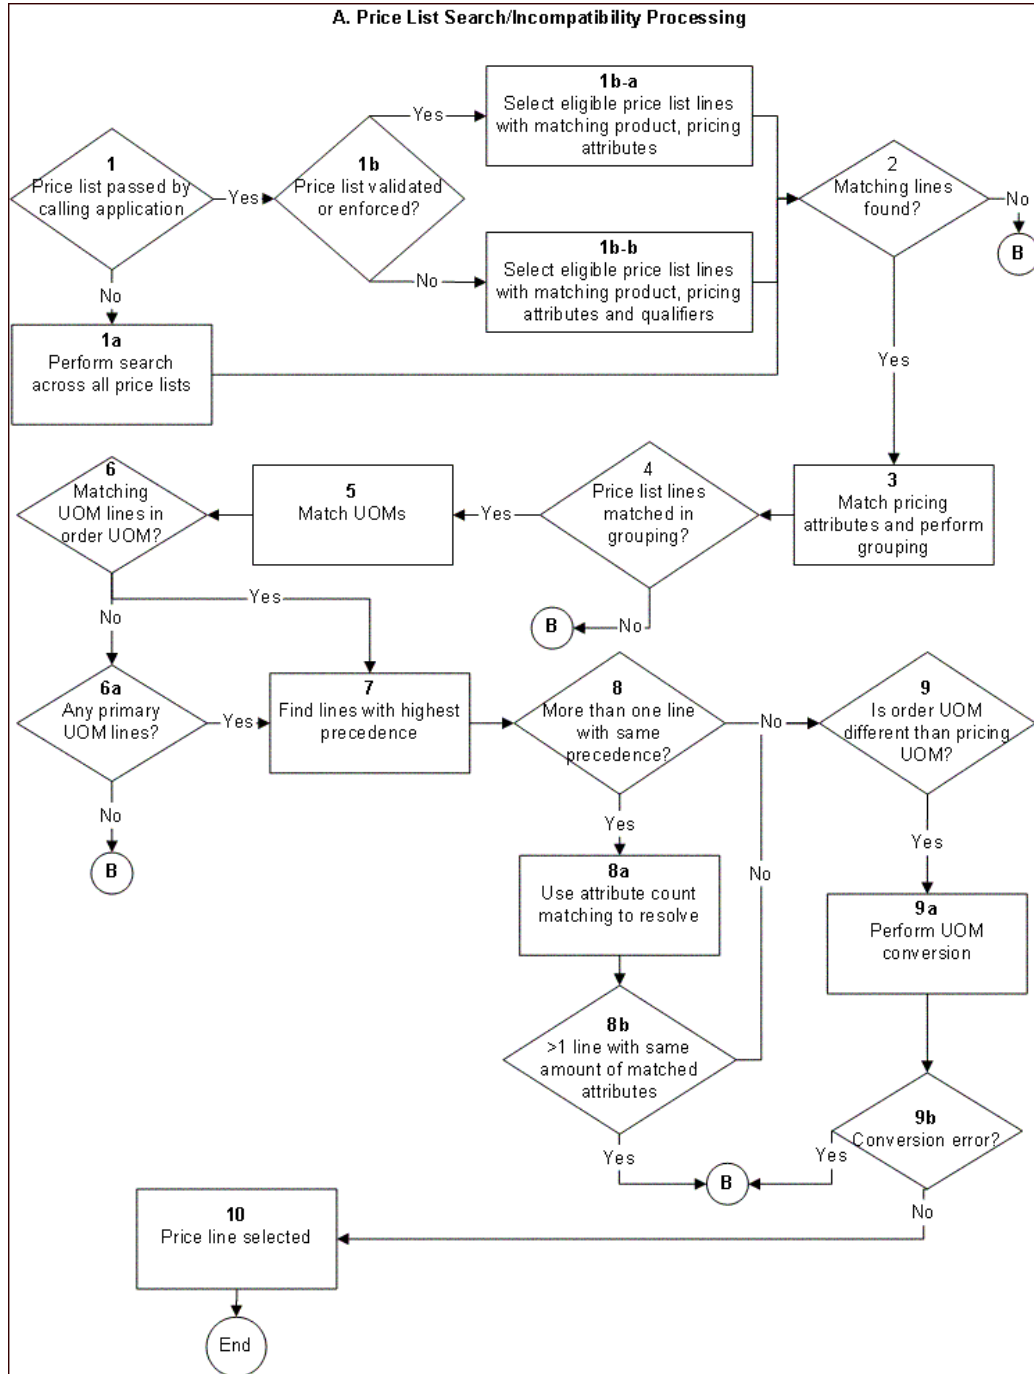 A. Price List Search/Incompatibility Processing
1
Price list passed by
calling application
Yes
No
1a
Perform search
across all price lists
1b
Price list validated
or enforced?
Yes
No
1b-a
Select eligible price list lines
with matching product, pricing
attributes
1b-b
Select eligible price list lines
with matching product, pricing
attributes and qualifiers
2
Matching lines
found?
No
B
Yes
3
Match pricing
attributes and perform
grouping
4
Price list lines
matched in
grouping?
Yes
No
B
5
Match UOMs
6
Matching
UOM lines in
order UOM?
Yes
No
6a
Any primary
UOM lines?
Yes
No
B
7
Find lines with highest
precedence
8
More than one line
with same
precedence?
No
Yes
8a
Use attribute count
matching to resolve
8b
>1 line with same
amount of matched
attributes
No
Yes
B
9
Is order UOM
different than pricing
UOM?
Yes
9a
Perform UOM
conversion
9b
Conversion error?
Yes
No
10
Price line selected
End